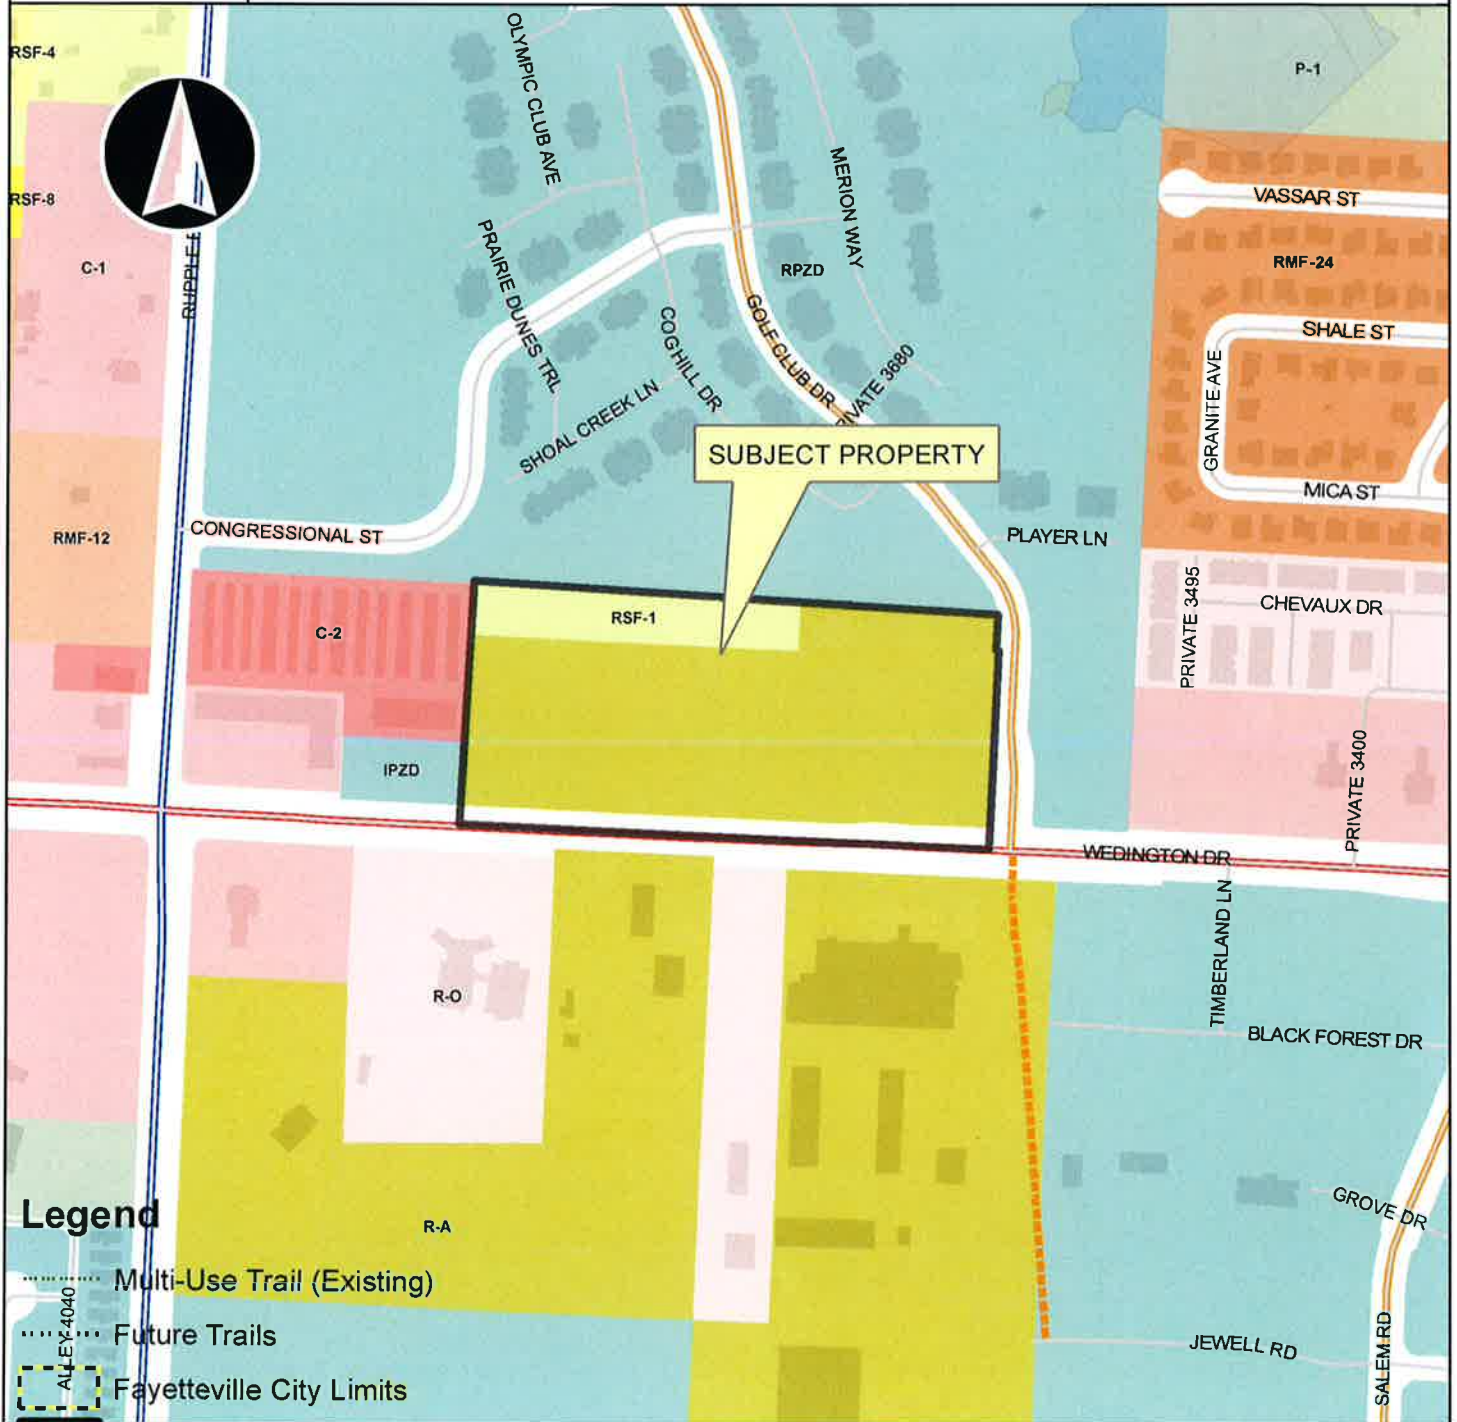 RSF-4
OLYMPIC CLUB AVE
P-1
MERION WAY
VASSAR ST
RSF-8
C-1
PRAIRIE DUNES TRL
RPZD
RMF-24
GOLF CLUB DR
COGHILL DR
SHALE ST
GRANITE AVE
SHOAL CREEK LN
SUBJECT PROPERTY
MICA ST
CONGRESSIONAL ST
RMF-12
PLAYER LN
PRIVATE 3495
CHEVAUX DR
RSF-1
C-2
IPZD
PRIVATE 3400
WEDINGTON DR
TIMBERLAND LN
R-O
BLACK FOREST DR
GROVE DR
R-A
JEWELL RD
SALEM RD
Legend
Multi-Use Trail (Existing)
Future Trails
Fayetteville City Limits
ALLEY 4040